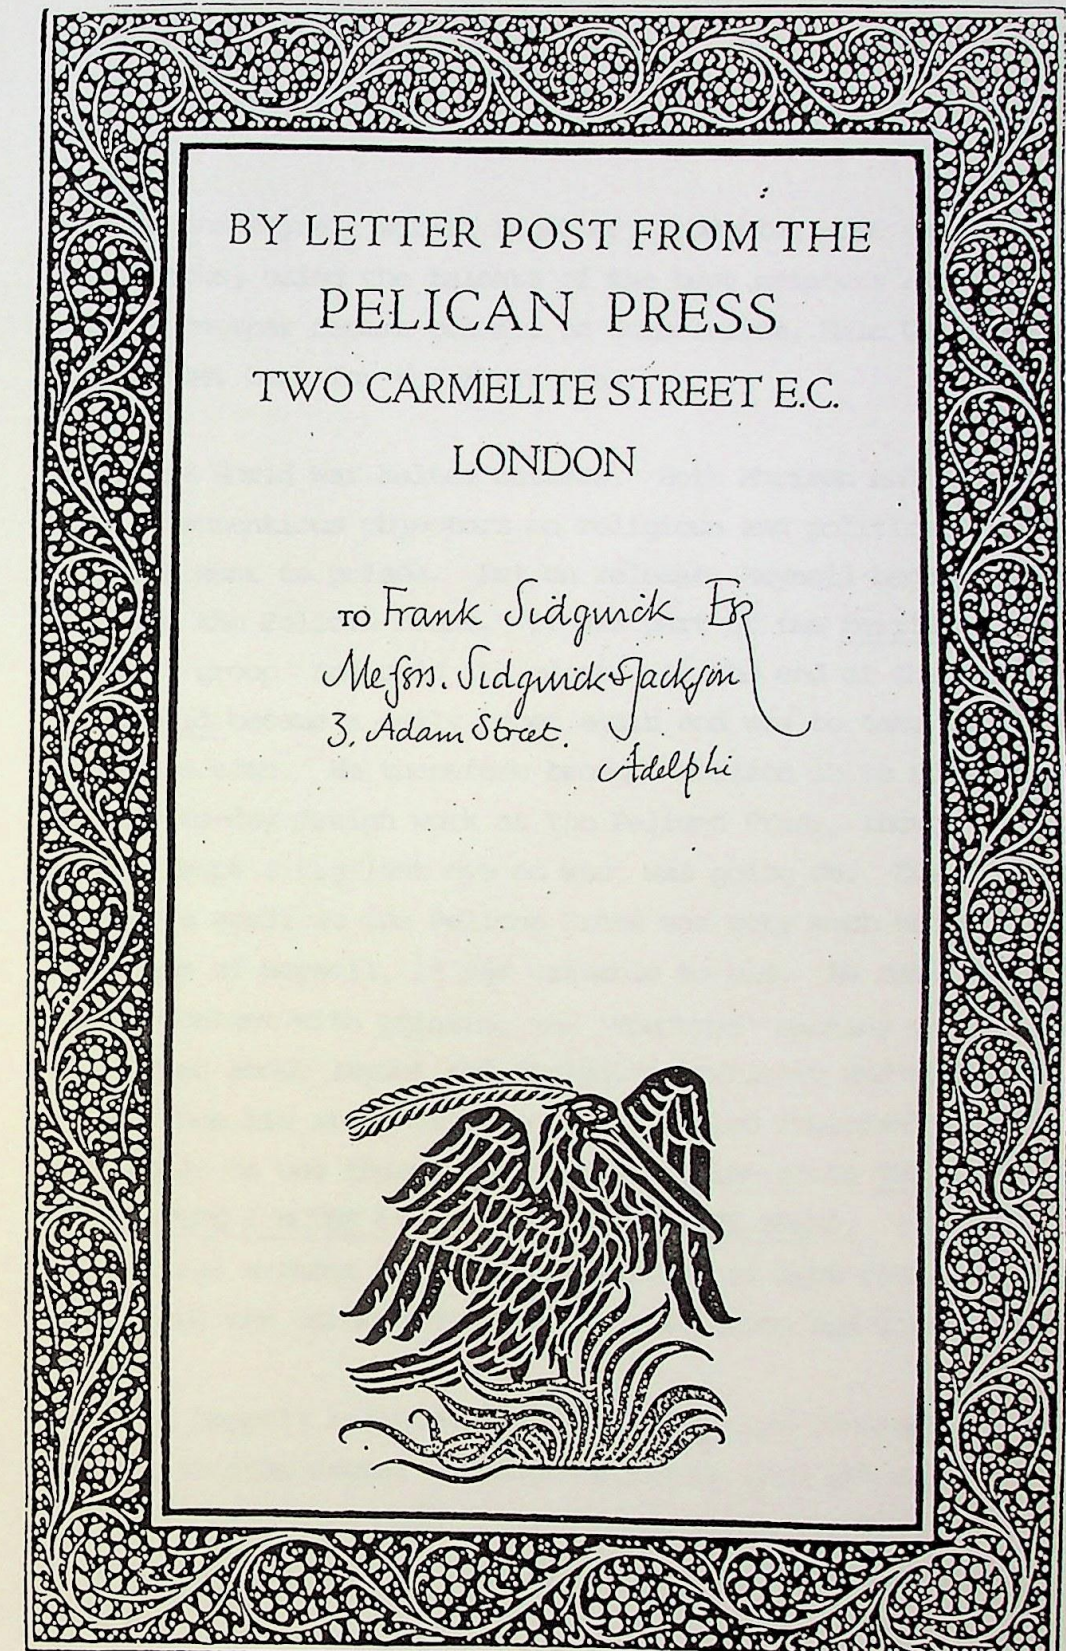 BY LETTER POST FROM THE
PELICAN PRESS
TWO CARMELITE STREET E.C.
LONDON
TO Frank Sidgwick Esq
Messrs. Sidgwick & Jackson
3, Adam Street.
Adelphi